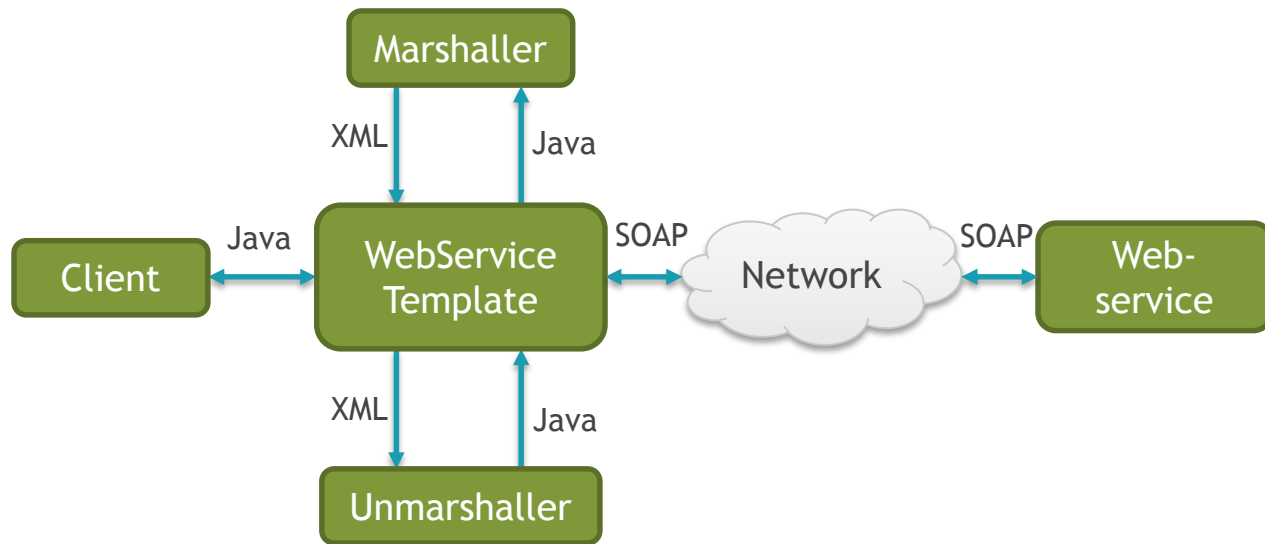 Marshaller
XML
Java
Client
Java
WebService
Template
SOAP
Network
SOAP
Web-
service
XML
Java
Unmarshaller